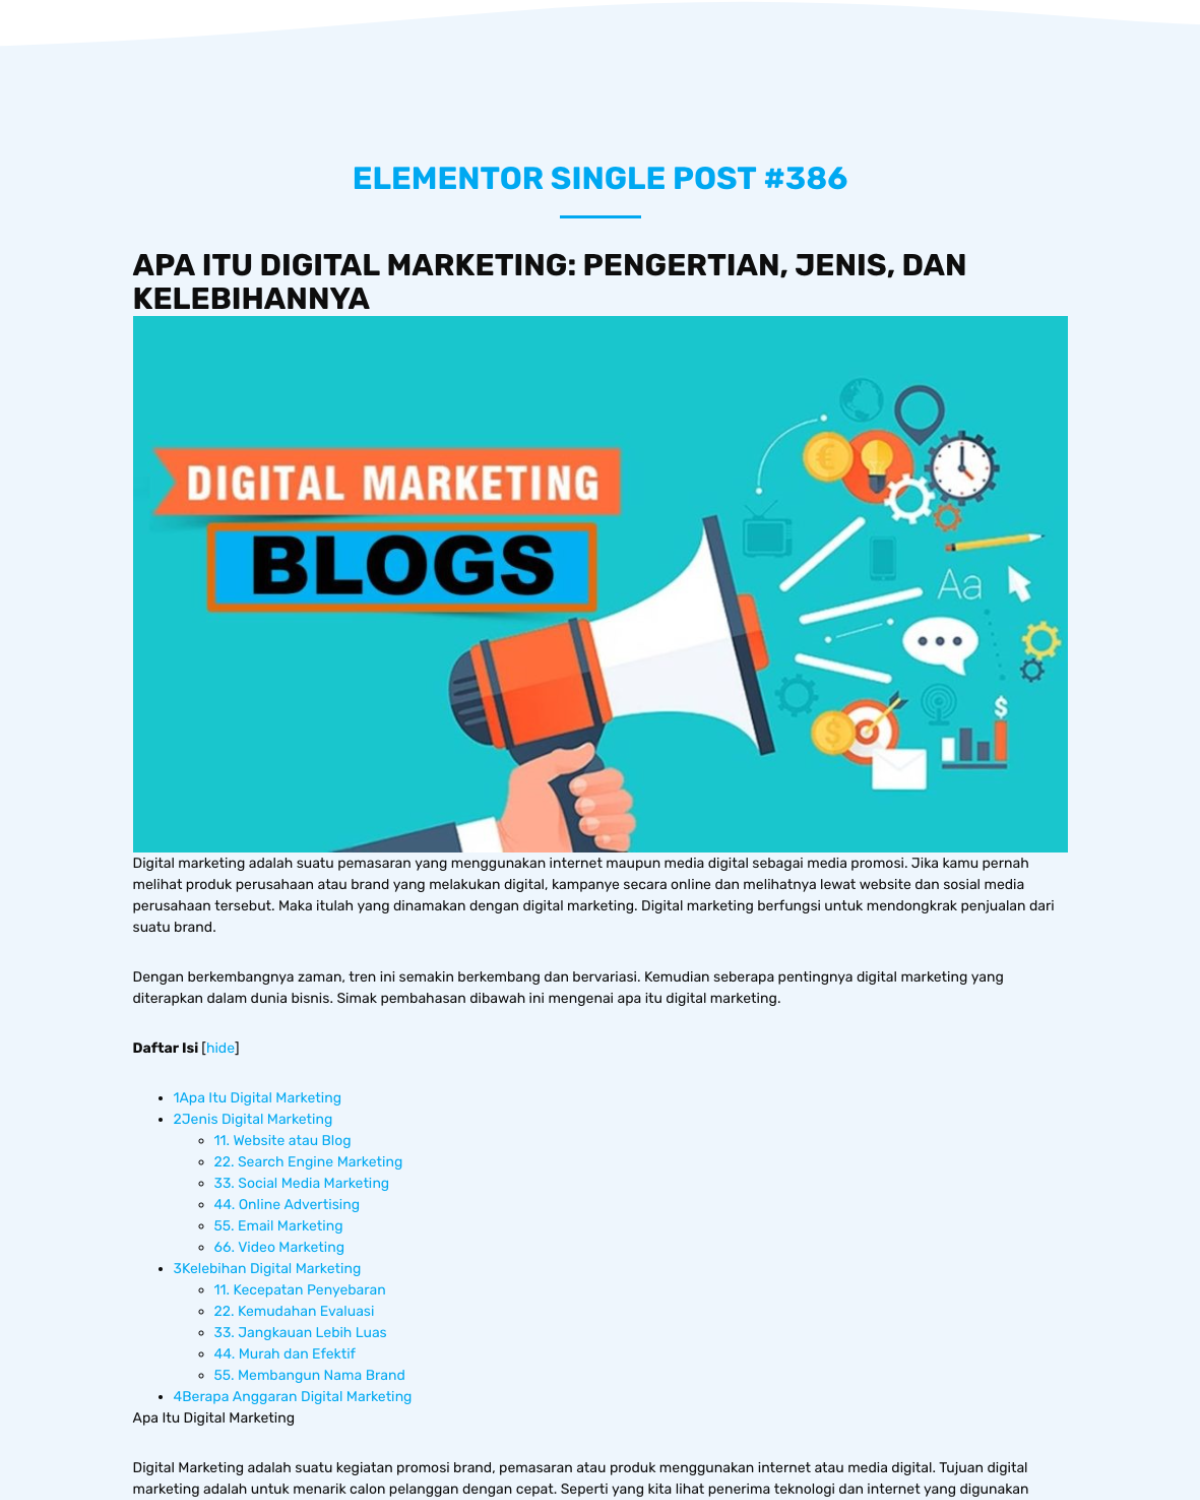 ELEMENTOR SINGLE POST #386
APA ITU DIGITAL MARKETING: PENGERTIAN, JENIS, DAN
KELEBIHANNYA
DIGITAL MARKETING
BLOGS
Aa
$
$
€
Digital marketing adalah suatu pemasaran yang menggunakan internet maupun media digital sebagai media promosi. Jika kamu pernah
melihat produk perusahaan atau brand yang melakukan digital, kampanye secara online dan melihatnya lewat website dan sosial media
perusahaan tersebut. Maka itulah yang dinamakan dengan digital marketing. Digital marketing berfungsi untuk mendongkrak penjualan dari
suatu brand.
Dengan berkembangnya zaman, tren ini semakin berkembang dan bervariasi. Kemudian seberapa pentingnya digital marketing yang
diterapkan dalam dunia bisnis. Simak pembahasan dibawah ini mengenai apa itu digital marketing.
Daftar Isi [hide]
1Apa Itu Digital Marketing
2Jenis Digital Marketing
11. Website atau Blog
22. Search Engine Marketing
33. Social Media Marketing
44. Online Advertising
55. Email Marketing
66. Video Marketing
3Kelebihan Digital Marketing
11. Kecepatan Penyebaran
22. Kemudahan Evaluasi
33. Jangkauan Lebih Luas
44. Murah dan Efektif
55. Membangun Nama Brand
4Berapa Anggaran Digital Marketing
Apa Itu Digital Marketing
Digital Marketing adalah suatu kegiatan promosi brand, pemasaran atau produk menggunakan internet atau media digital. Tujuan digital
marketing adalah untuk menarik calon pelanggan dengan cepat. Seperti yang kita lihat penerima teknologi dan internet yang digunakan